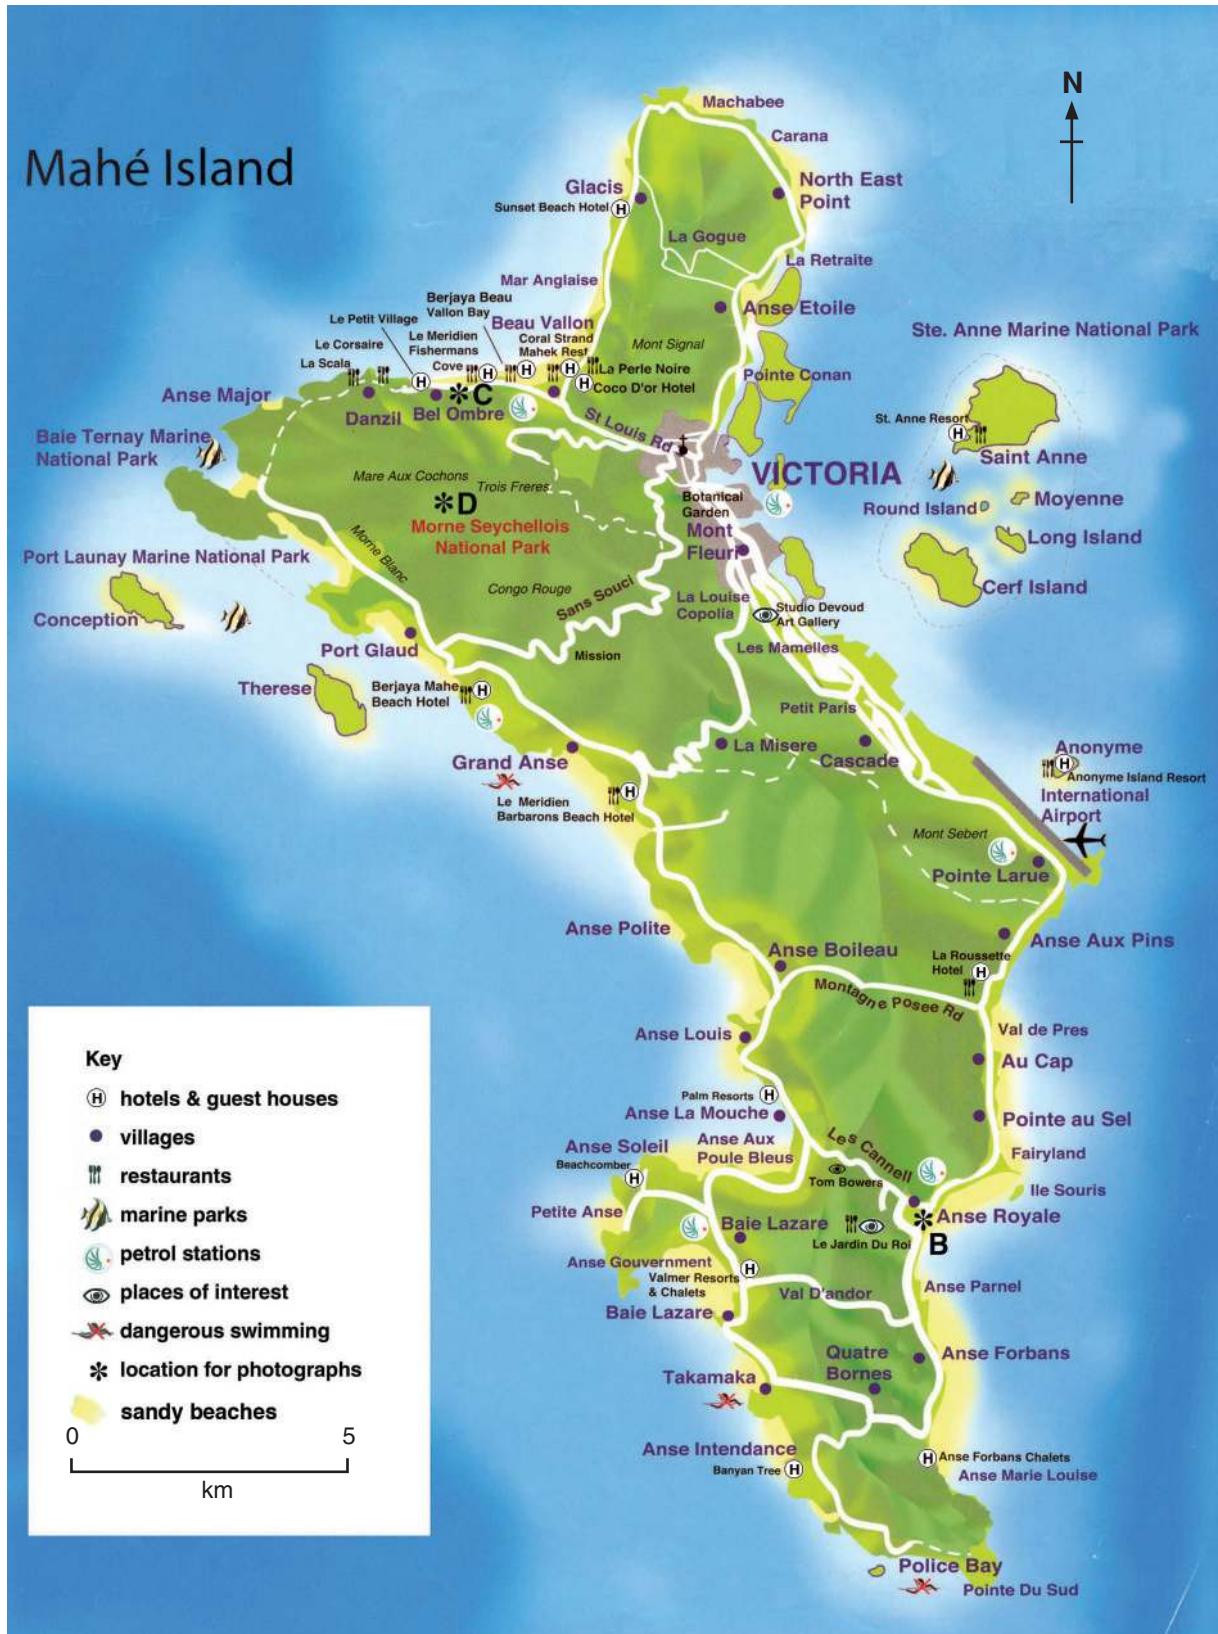 N
Mahé Island
Machabee
Carana
North East
Point
Glacis
Sunset Beach Hotel
H
La Gogue
La Retraite
Mar Anglaise
Anse Etoile
Berjaya Beau
Vallon Bay
Le Petit Village
Beau Vallon
Le Meridien
Fishermans
Cove
Coral Strand
Mahek Rest
Le Corsaire
La Scala
H
H
H
H
H
Mont Signal
La Perle Noire
Coco D'or Hotel
Pointe Conan
Ste. Anne Marine National Park
Anse Major
Danzil
Bel Ombre
C
St Louis Rd
St. Anne Resort
H
Saint Anne
Baie Ternay Marine
National Park
VICTORIA
Mare Aux Cochons
Trois Freres
D
Morne Seychellois
National Park
Botanical
Garden
Mont
Fleuri
Round Island
Moyenne
Long Island
Cerf Island
Port Launay Marine National Park
Morne Blanc
Congo Rouge
Sans Souci
La Louise
Copolia
Studio Devoud
Art Gallery
Conception
Port Glaud
Mission
Les Mamelles
Therese
Berjaya Mahe
Beach Hotel
H
Petit Paris
La Misere
Cascade
Grand Anse
Le Meridien
Barbarons Beach Hotel
H
Anonyme
H
Anonyme Island Resort
International
Airport
Mont Sebert
Pointe Larue
Anse Polite
Anse Boileau
Anse Aux Pins
La Roussette
Hotel
H
Montagne Posee Rd
Val de Pres
Anse Louis
Au Cap
Palm Resorts
H
Anse La Mouche
Pointe au Sel
Les Cannell
Anse Soleil
Beachcomber
H
Anse Aux
Poule Bleus
Tom Bowers
Fairyland
Ile Souris
Petite Anse
Baie Lazare
Le Jardin Du Roi
Anse Royale
B
Anse Gouvernment
Valmer Resorts
& Chalets
H
Val D'andor
Anse Parnel
Baie Lazare
Quatre
Bornes
Anse Forbans
Takamaka
Anse Intendance
Banyan Tree
H
H
Anse Forbans Chalets
Anse Marie Louise
Police Bay
Pointe Du Sud
Key
H hotels & guest houses
villages
restaurants
marine parks
petrol stations
places of interest
dangerous swimming
location for photographs
sandy beaches
0 5
km